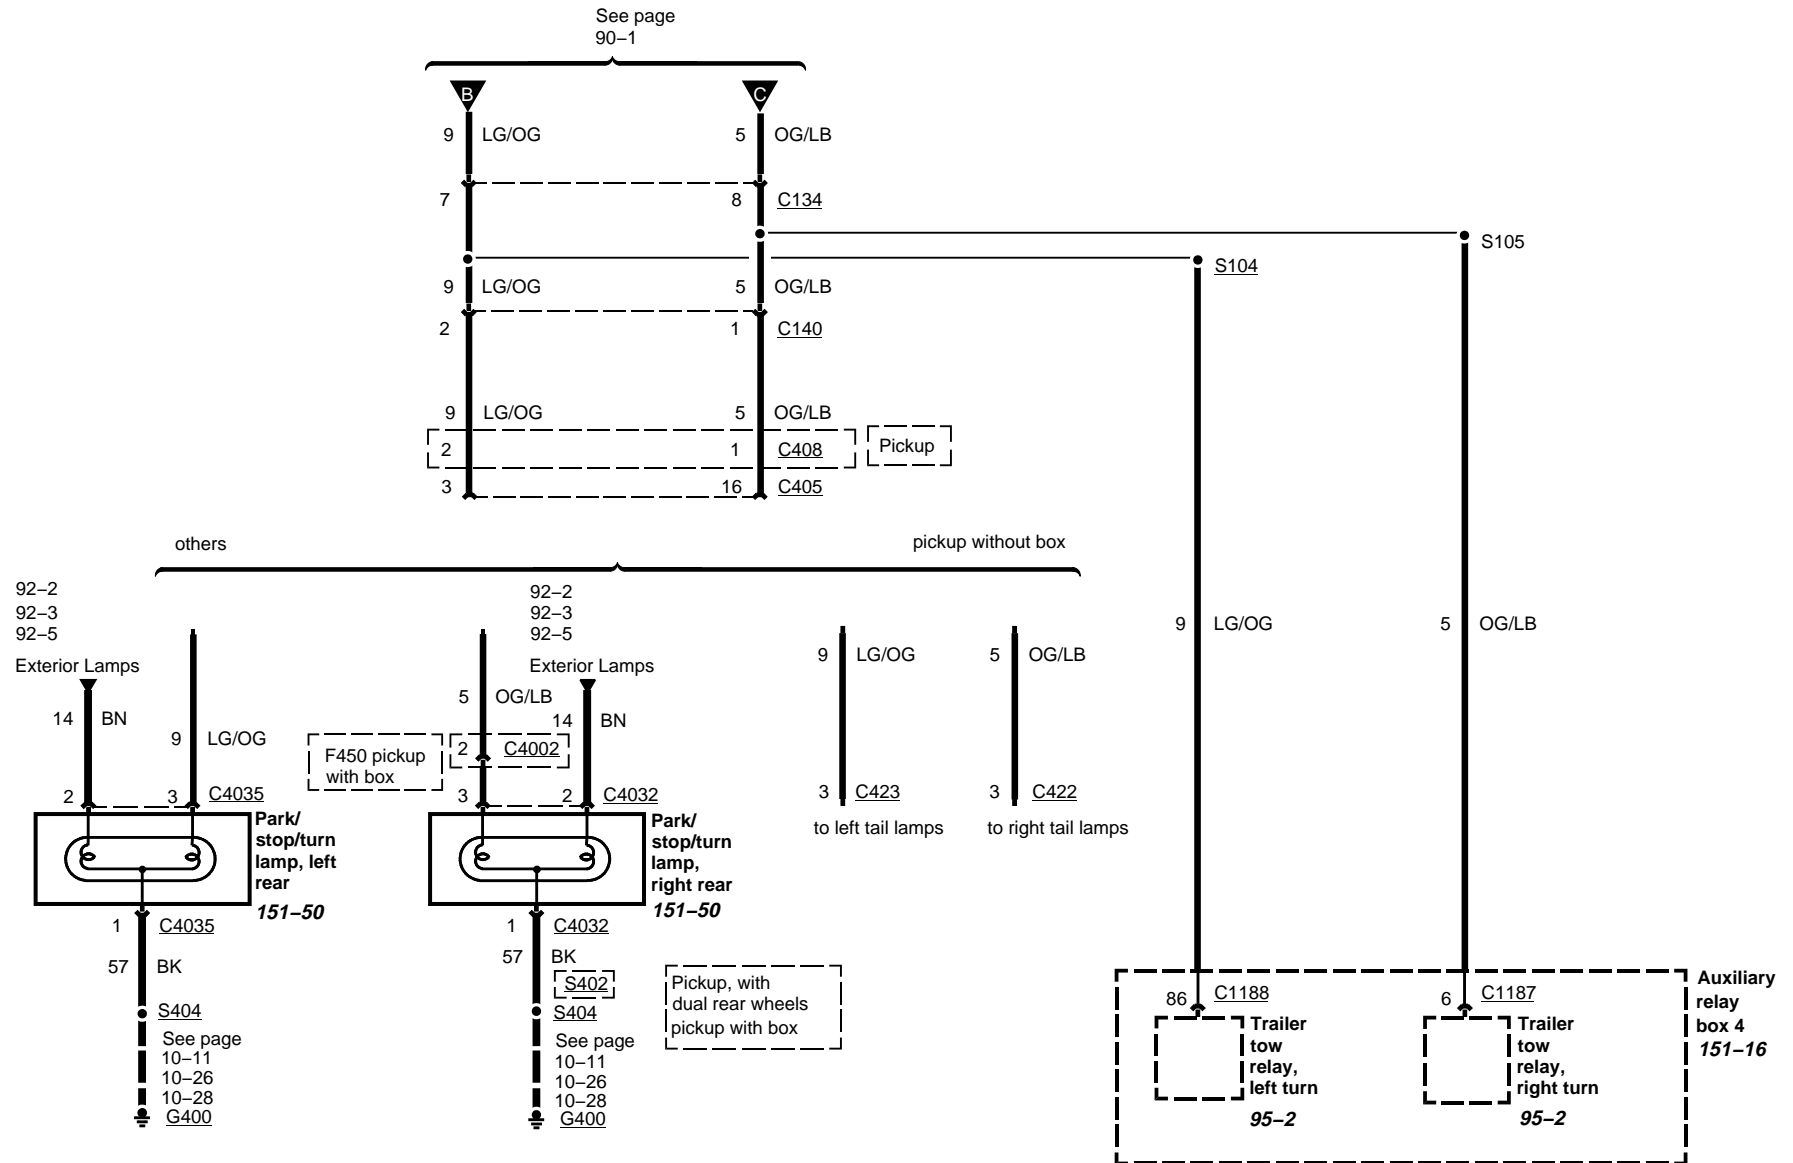 See page
90–1
B
C
9 LG/OG
5 OG/LB
7
8 C134
S105
S104
9 LG/OG
5 OG/LB
2
1 C140
9 LG/OG
5 OG/LB
2
1 C408
Pickup
3
16 C405
others
pickup without box
92–2
92–3
92–5
Exterior Lamps
14 BN
9 LG/OG
92–2
92–3
92–5
Exterior Lamps
5 OG/LB
14 BN
F450 pickup
with box
2 C4002
2
3 C4035
3
2 C4032
9 LG/OG
5 OG/LB
3 C423
to left tail lamps
3 C422
to right tail lamps
9 LG/OG
5 OG/LB
Park/
stop/turn
lamp, left
rear
151–50
Park/
stop/turn
lamp,
right rear
151–50
1 C4035
57 BK
S404
See page
10–11
10–26
10–28
G400
1 C4032
57 BK
S402
S404
See page
10–11
10–26
10–28
G400
Pickup, with
dual rear wheels
pickup with box
86 C1188
Trailer
tow
relay,
left turn
95–2
6 C1187
Trailer
tow
relay,
right turn
95–2
Auxiliary
relay
box 4
151–16